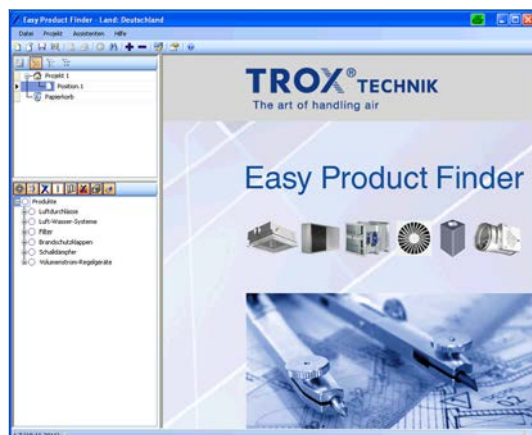 Easy Product Finder - Land: Deutschland
Datei Projekt Assistenten Hilfe
Projekt 1
Position.1
Papierkorb
TROX® TECHNIK
The art of handling air
Easy Product Finder
Produkte
Luftdurchlässe
Luft-Wasser-Systeme
Filter
Brandschutzklappen
Schalldämpfer
Volumenstrom-Regelgeräte